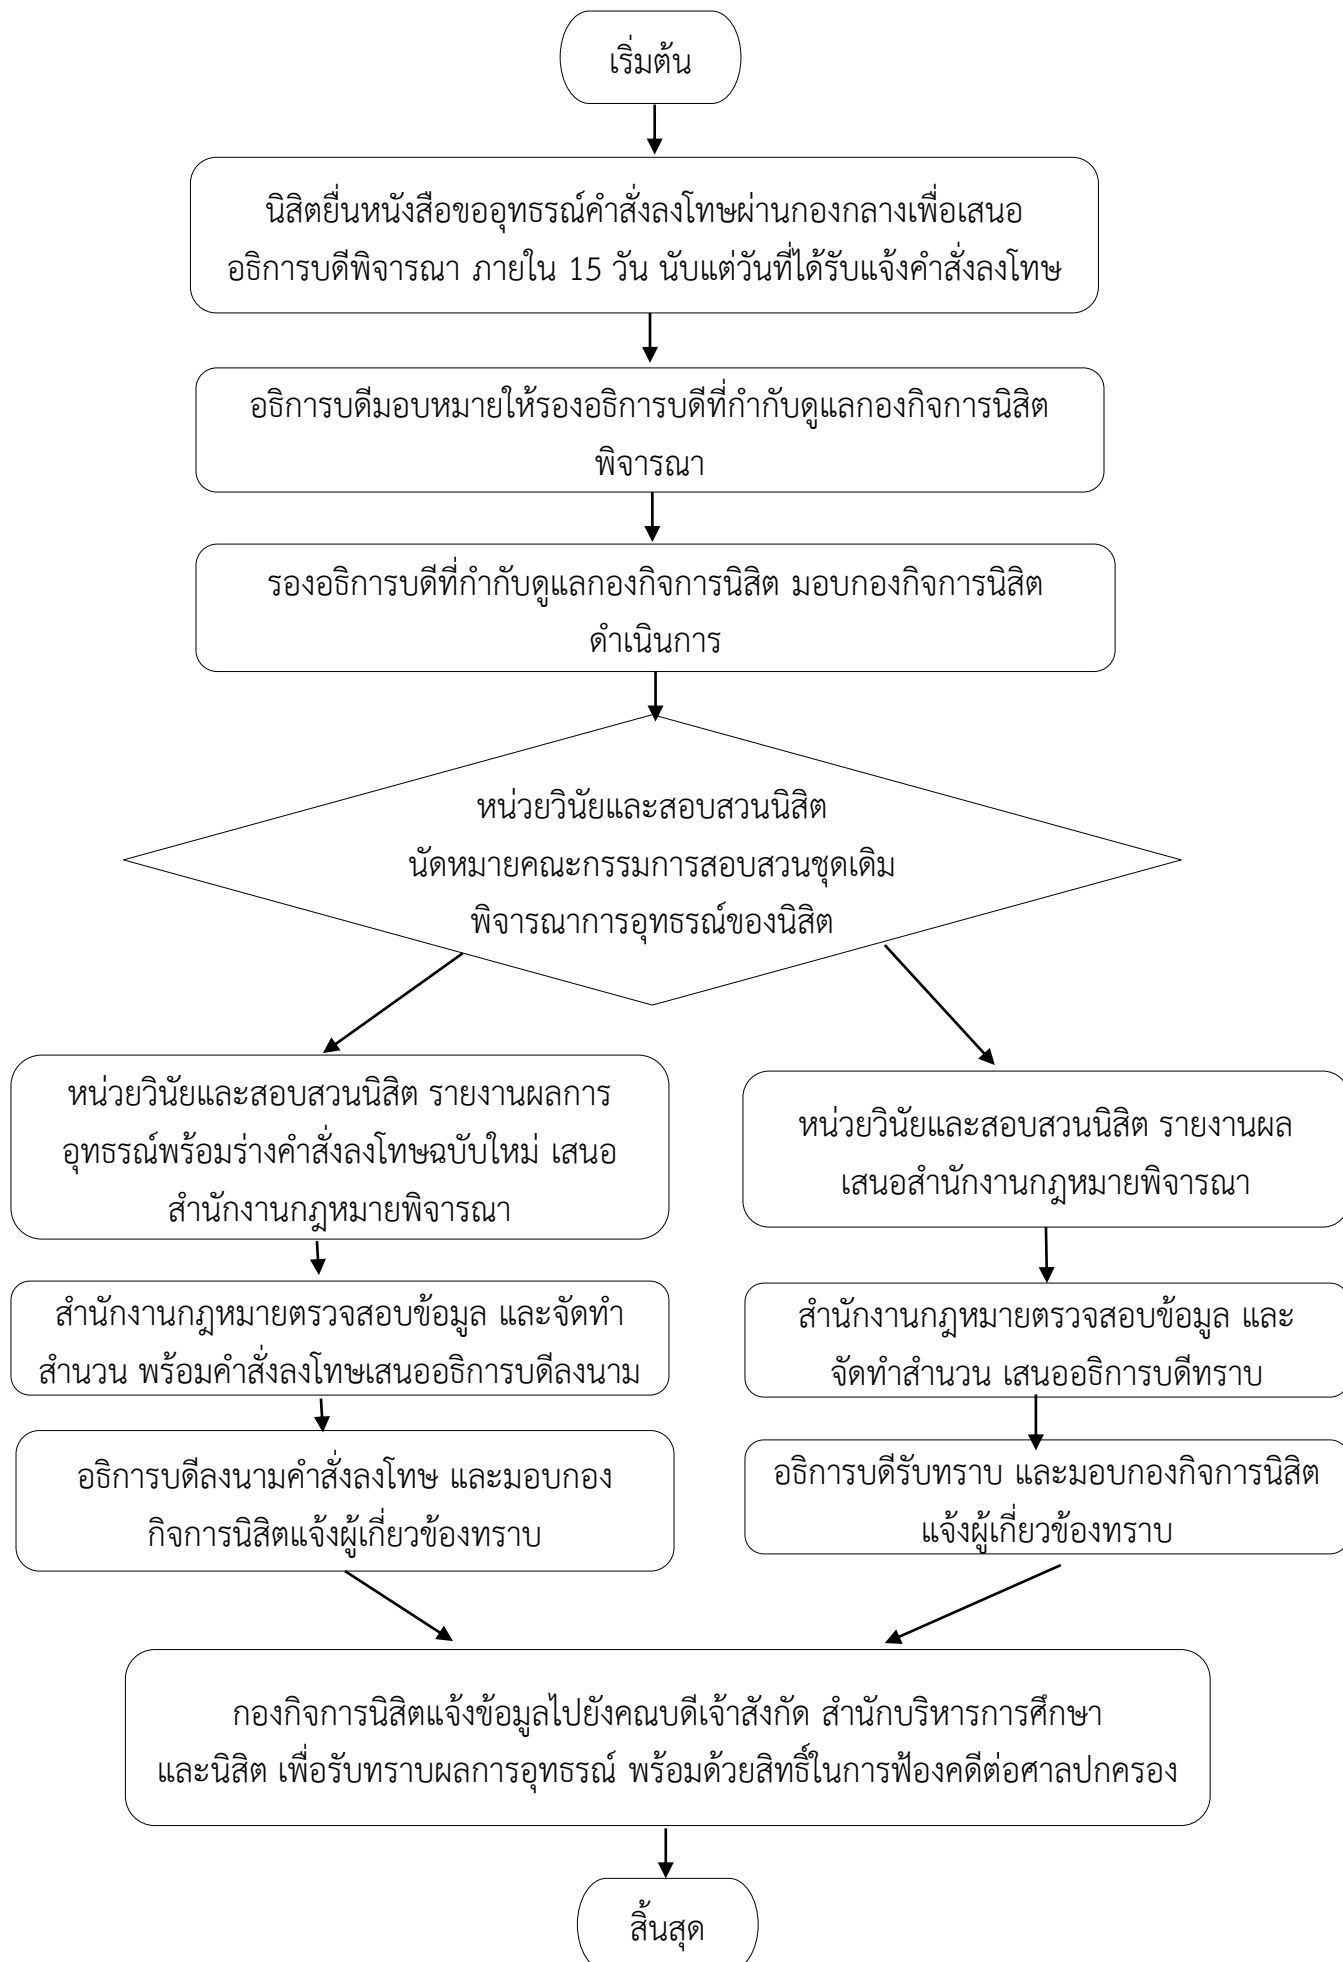 เริ่มต้น
นิสิตยื่นหนังสือขออุทธรณ์คำสั่งลงโทษผ่านกองกลางเพื่อเสนอ
อธิการบดีพิจารณา ภายใน 15 วัน นับแต่วันที่ได้รับแจ้งคำสั่งลงโทษ
อธิการบดีมอบหมายให้รองอธิการบดีที่กำกับดูแลกองกิจการนิสิต
พิจารณา
รองอธิการบดีที่กำกับดูแลกองกิจการนิสิต มอบกองกิจการนิสิต
ดำเนินการ
หน่วยวินัยและสอบสวนนิสิต
นัดหมายคณะกรรมการสอบสวนชุดเดิม
พิจารณาการอุทธรณ์ของนิสิต
หน่วยวินัยและสอบสวนนิสิต รายงานผลการ
อุทธรณ์พร้อมร่างคำสั่งลงโทษฉบับใหม่ เสนอ
สำนักงานกฎหมายพิจารณา
สำนักงานกฎหมายตรวจสอบข้อมูล และจัดทำ
สำนวน พร้อมคำสั่งลงโทษเสนออธิการบดีลงนาม
อธิการบดีลงนามคำสั่งลงโทษ และมอบกอง
กิจการนิสิตแจ้งผู้เกี่ยวข้องทราบ
หน่วยวินัยและสอบสวนนิสิต รายงานผล
เสนอสำนักงานกฎหมายพิจารณา
สำนักงานกฎหมายตรวจสอบข้อมูล และ
จัดทำสำนวน เสนออธิการบดีทราบ
อธิการบดีรับทราบ และมอบกองกิจการนิสิต
แจ้งผู้เกี่ยวข้องทราบ
กองกิจการนิสิตแจ้งข้อมูลไปยังคณบดีเจ้าสังกัด สำนักบริหารการศึกษา
และนิสิต เพื่อรับทราบผลการอุทธรณ์ พร้อมด้วยสิทธิ์ในการฟ้องคดีต่อศาลปกครอง
สิ้นสุด